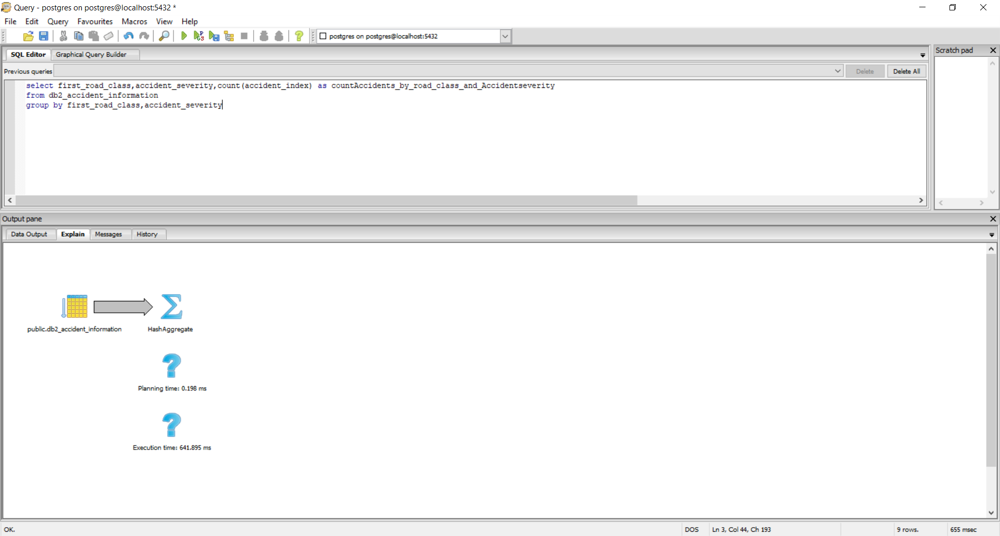 Query - postgres on postgres@localhost:5432 *
File Edit Query Favourites Macros View Help
postgres on postgres@localhost:5432
SQL Editor Graphical Query Builder
Previous queries Delete Delete All
select first_road_class,accident_severity,count(accident_index) as countAccidents_by_road_class_and_Accidentseverity
from db2_accident_information
group by first_road_class,accident_severity
Scratch pad
Output pane
Data Output Explain Messages History
public.db2_accident_information HashAggregate
Planning time: 0.198 ms
Execution time: 641.895 ms
OK. DOS Ln 3, Col 44, Ch 193 9 rows. 655 msec